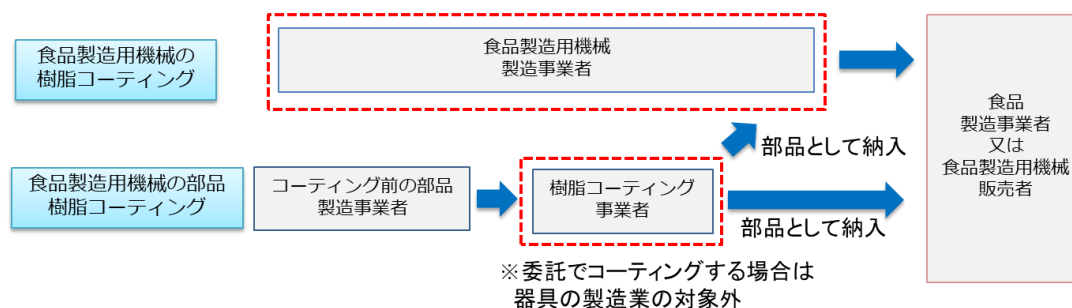 食品製造用機械の
樹脂コーティング
食品製造用機械
製造事業者
食品
製造事業者
又は
食品製造用機械
販売者
部品として納入
食品製造用機械の部品
樹脂コーティング
コーティング前の部品
製造事業者
樹脂コーティング
事業者
部品として納入
※委託でコーティングする場合は
器具の製造業の対象外